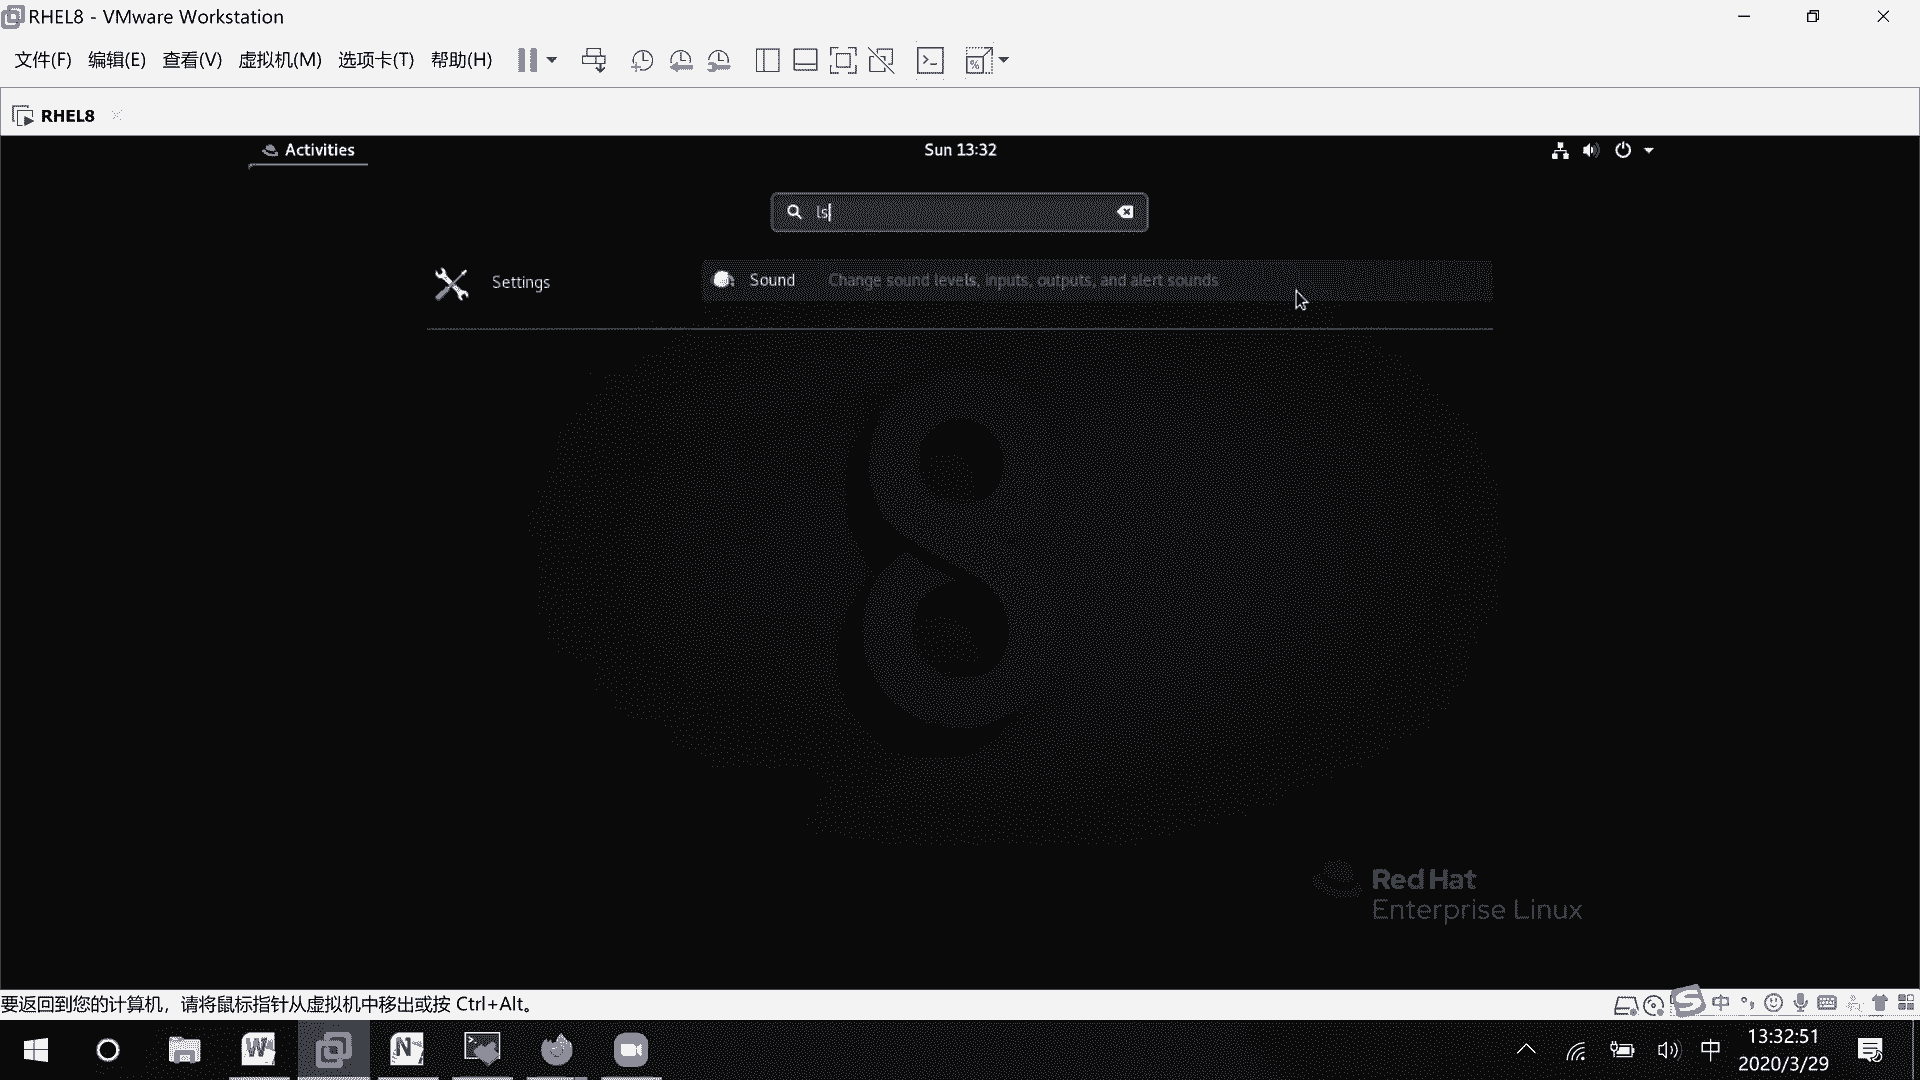 RHEL8 - VMware Workstation
文件(F) 编辑(E) 查看(V) 虚拟机(M) 选项卡(T) 帮助(H)
RHEL8
Activities
Sun 13:32
ls
Settings
Sound
Change sound levels, inputs, outputs, and alert sounds
Red Hat
Enterprise Linux
要返回到您的计算机，请将鼠标指针从虚拟机中移出或按 Ctrl+Alt。
中
中
13:32:51
2020/3/29